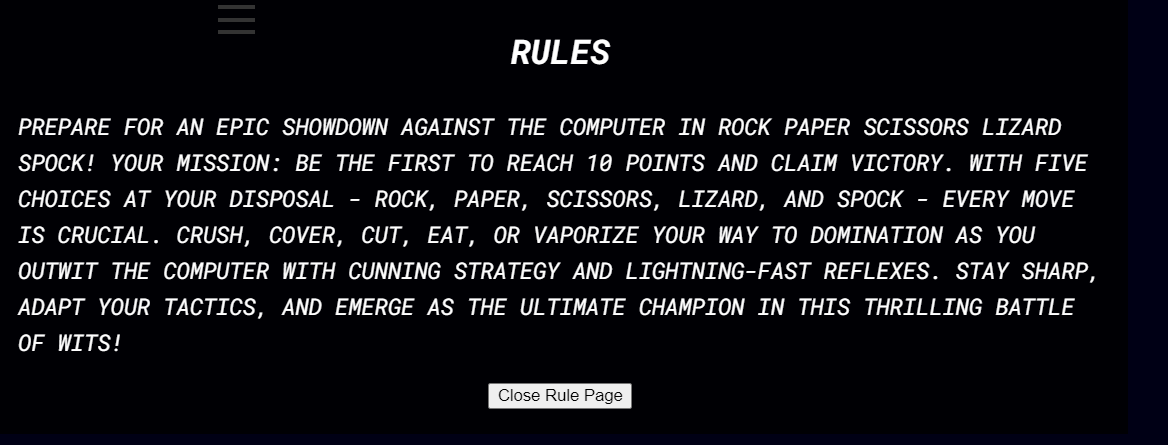 RULES
PREPARE FOR AN EPIC SHOWDOWN AGAINST THE COMPUTER IN ROCK PAPER SCISSORS LIZARD
SPOCK! YOUR MISSION: BE THE FIRST TO REACH 10 POINTS AND CLAIM VICTORY. WITH FIVE
CHOICES AT YOUR DISPOSAL - ROCK, PAPER, SCISSORS, LIZARD, AND SPOCK - EVERY MOVE
IS CRUCIAL. CRUSH, COVER, CUT, EAT, OR VAPORIZE YOUR WAY TO DOMINATION AS YOU
OUTWIT THE COMPUTER WITH CUNNING STRATEGY AND LIGHTNING-FAST REFLEXES. STAY SHARP,
ADAPT YOUR TACTICS, AND EMERGE AS THE ULTIMATE CHAMPION IN THIS THRILLING BATTLE
OF WITS!
Close Rule Page